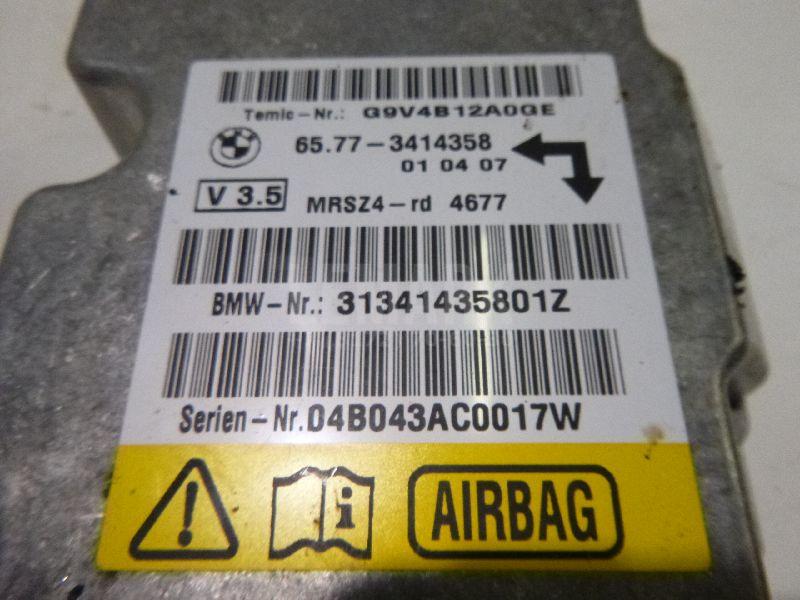 Temic-Nr.: G9V4B12A0GE
BMW
65.77-3414358
01 04 07
V 3.5
MRSZ4-rd 4677
BMW-Nr.: 31341435801Z
Serien-Nr. 04B043AC0017W
i
AIRBAG